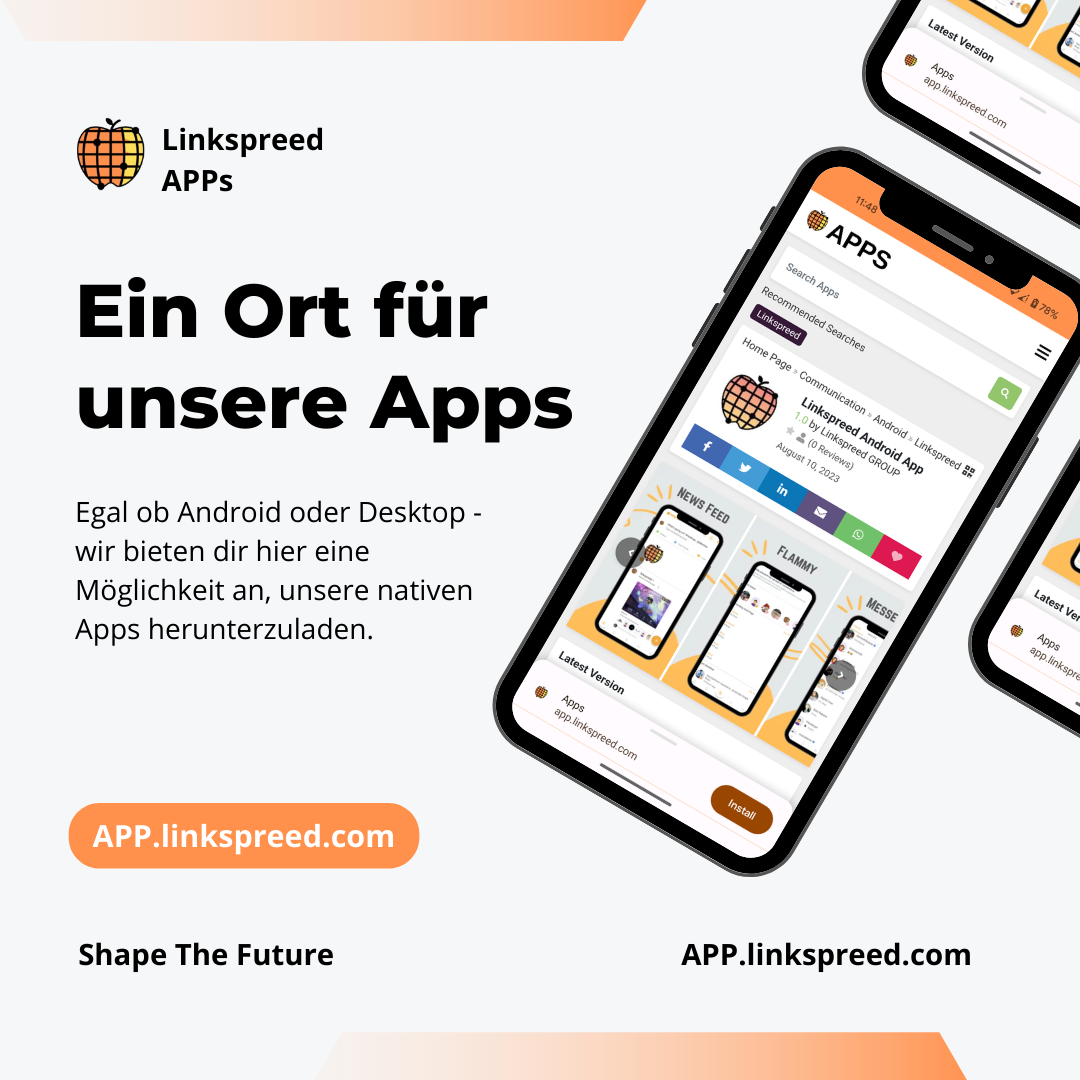 Linkspreed
APPs
Ein Ort für
unsere Apps
Egal ob Android oder Desktop -
wir bieten dir hier eine
Möglichkeit an, unsere nativen
Apps herunterzuladen.
APP.linkspreed.com
Shape The Future
APP.linkspreed.com
Latest Version
Apps
app.linkspreed.com
11:48
78%
APPS
Search Apps
Recommended Searches
Linkspreed
Home Page » Communication » Android » Linkspreed
Linkspreed Android App
1.0 by Linkspreed GROUP
(0 Reviews)
August 10, 2023
NEWS FEED
FLAMMY
MESSE
Latest Version
Apps
app.linkspreed.com
Install
Latest Ver
Apps
app.linkspre